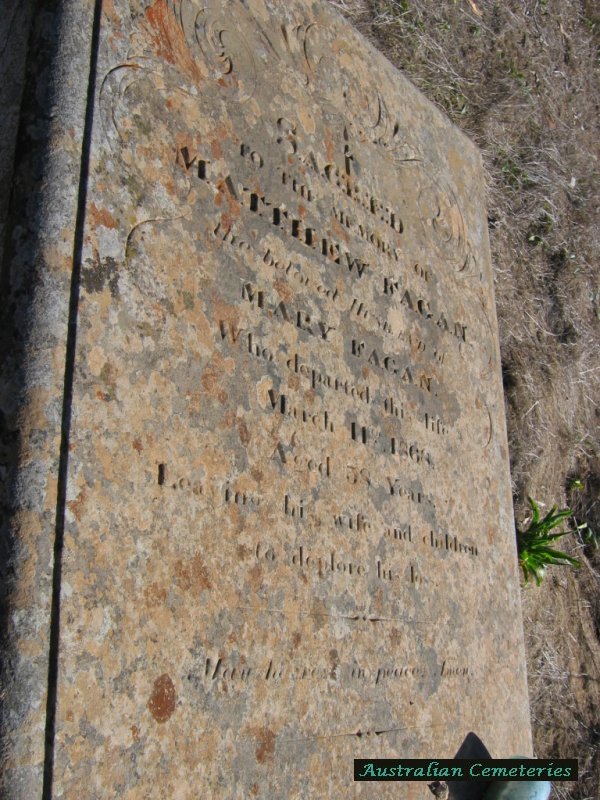 SACRED
TO THE MEMORY OF
MATTHEW FAGAN
the beloved Husband of
MARY FAGAN.
Who departed this life
March 11th 1868.
Aged 58 Years.
Leaving his wife and children
to deplore his loss.
May he rest in peace Amen.
Australian Cemeteries